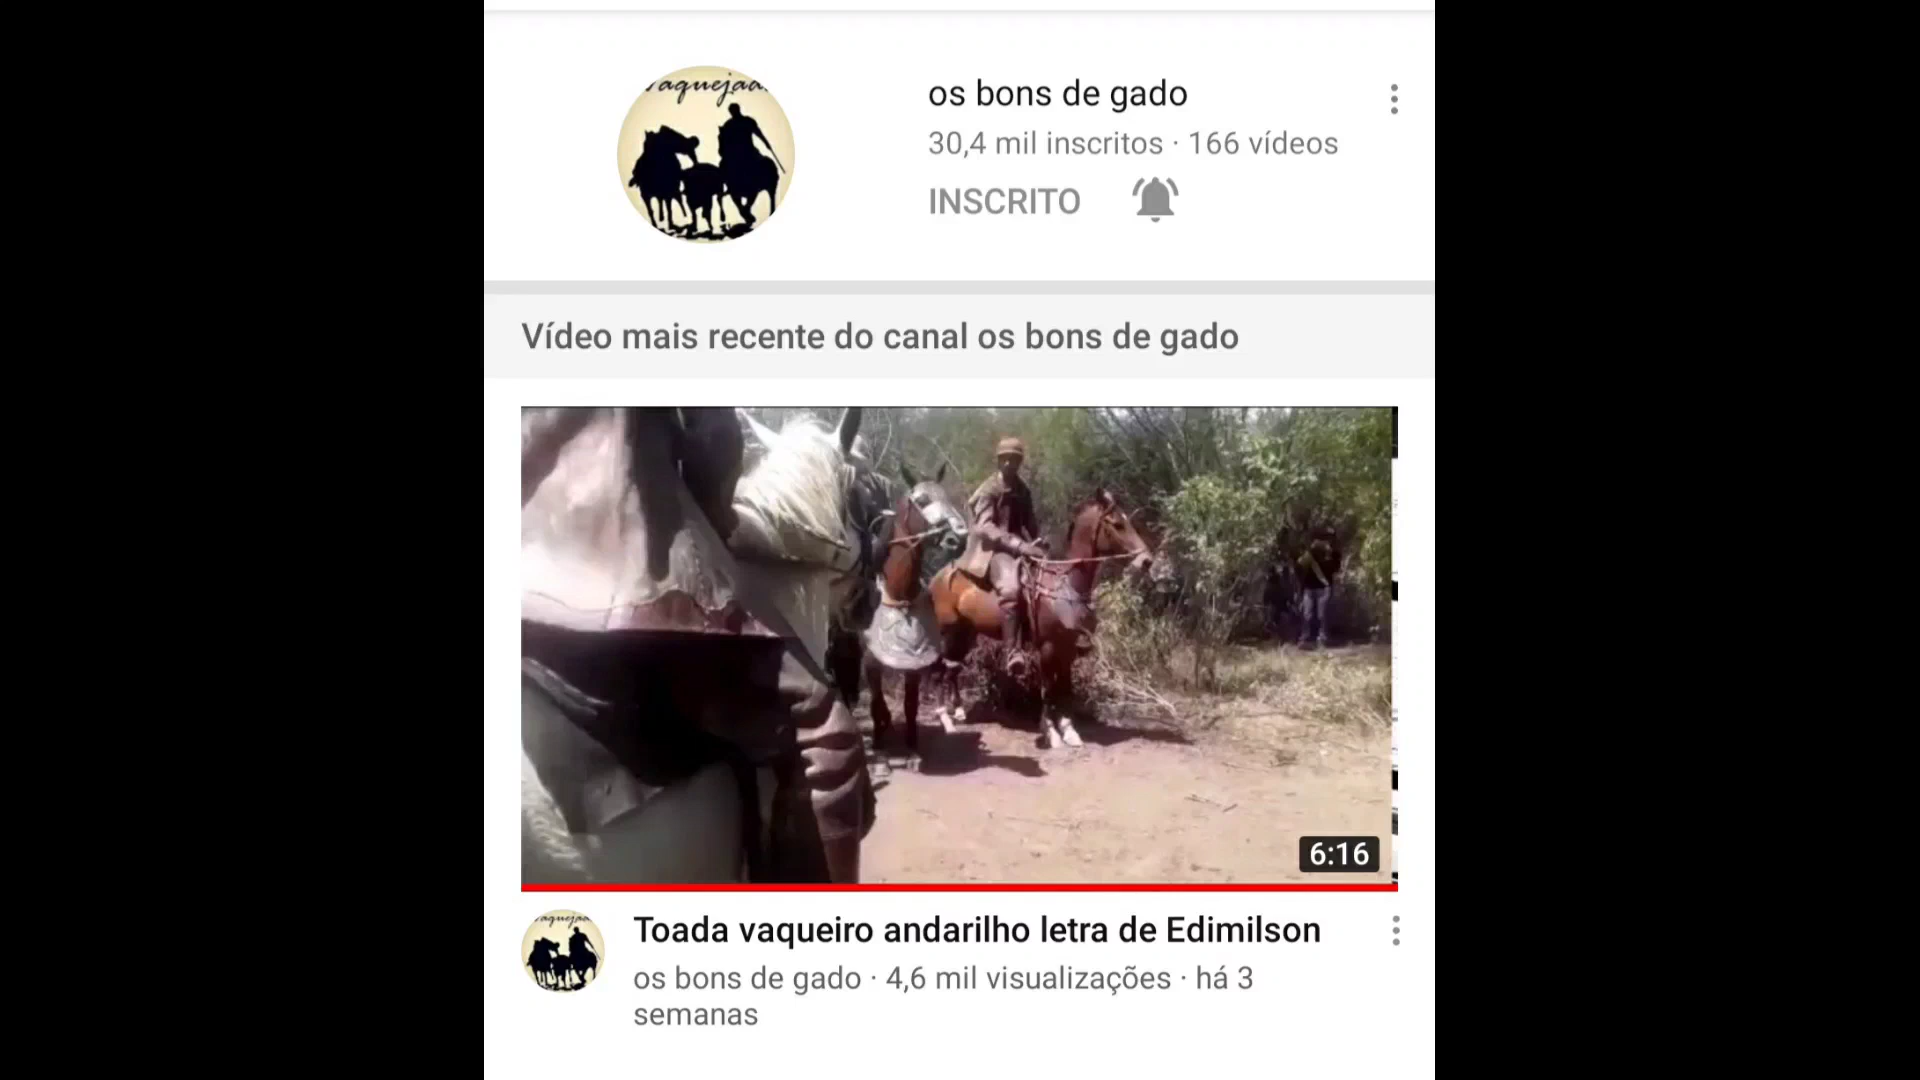 os bons de gado
30,4 mil inscritos · 166 vídeos
INSCRITO
Vídeo mais recente do canal os bons de gado
6:16
Toada vaqueiro andarilho letra de Edimilson
os bons de gado · 4,6 mil visualizações · há 3
semanas